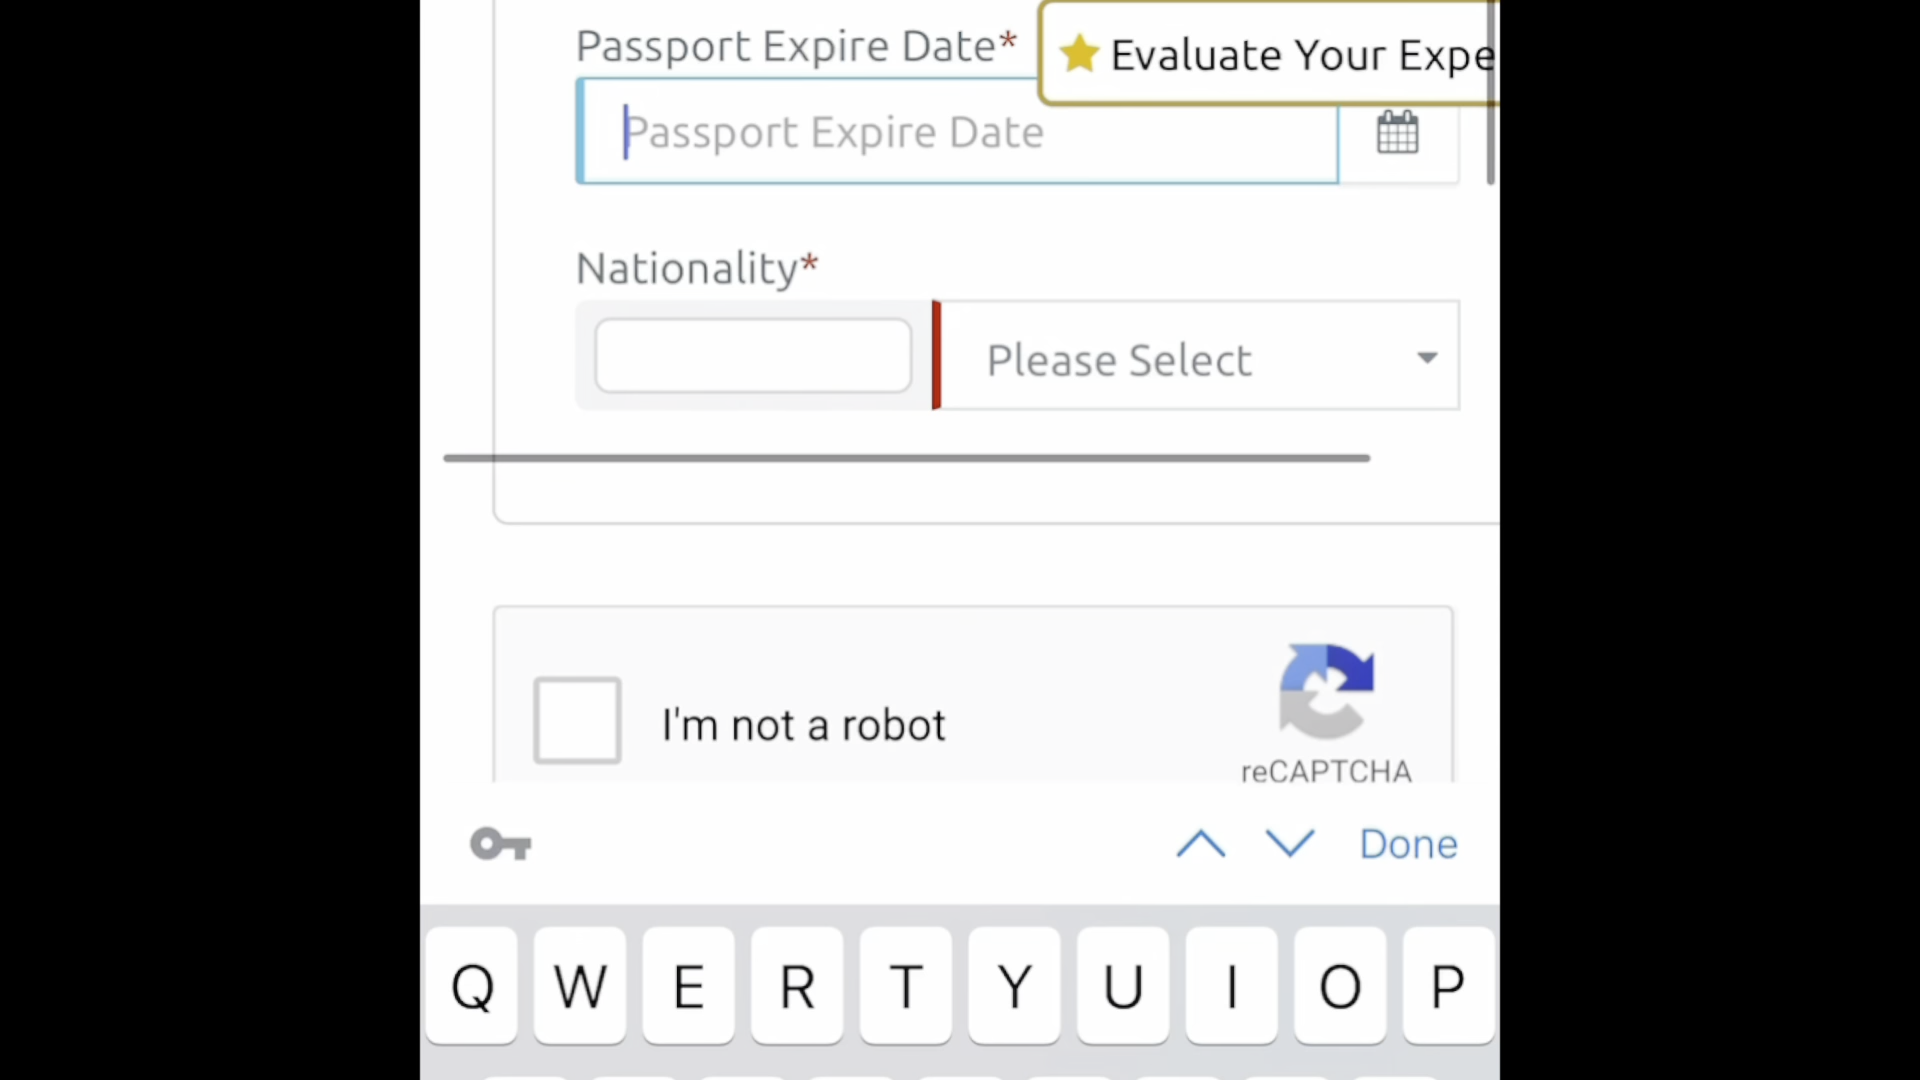 Passport Expire Date*
Evaluate Your Expe
Passport Expire Date
Nationality*
Please Select
I'm not a robot
reCAPTCHA
Done
Q W E R T Y U I O P